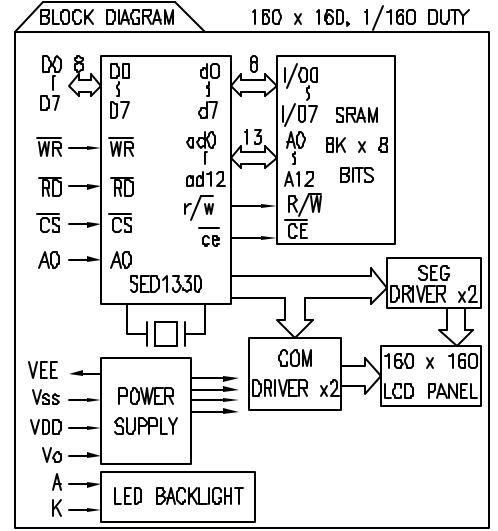 BLOCK DIAGRAM
160 x 160, 1/160 DUTY
D0 8
D7
WR
RD
CS
A0
D0
D7
WR
RD
CS
A0
d0
d7
ad0
ad12
r/w
ce
SED1330
8
13
I/O0
I/O7
A0
A12
R/W
CE
SRAM
8K x 8
BITS
SEG
DRIVER x2
COM
DRIVER x2
160 x 160
LCD PANEL
VEE
Vss
VDD
Vo
POWER
SUPPLY
A
K
LED BACKLIGHT